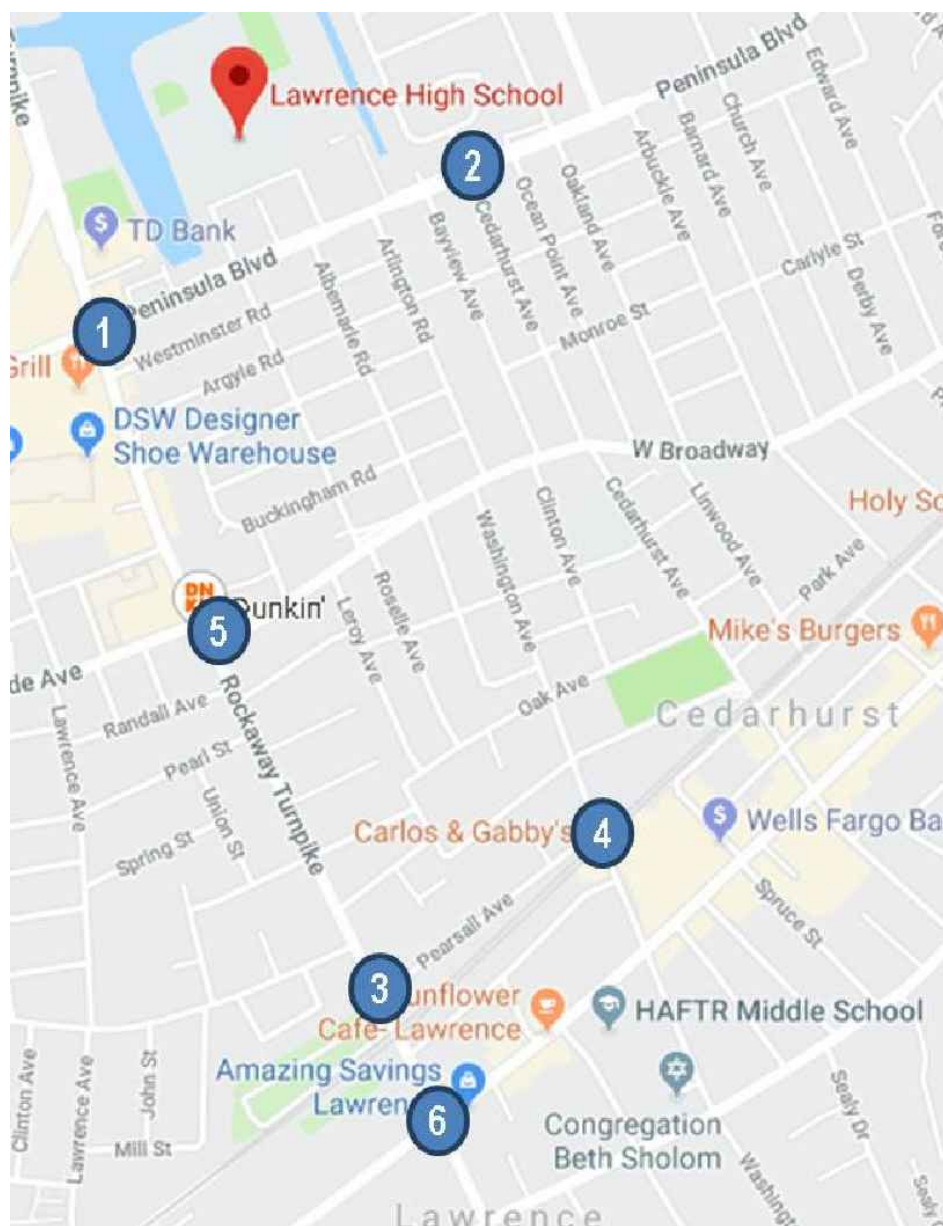 Lawrence High School
Peninsula Blvd
Edward Ave
Church Ave
Barnard Ave
Arbuckle Ave
2
Oakland Ave
Ocean Point Ave
Cedarhurst Ave
Bayview Ave
Arlington Rd
Albemarle Rd
TD Bank
Peninsula Blvd
Carlyle St
Derby Ave
Monroe St
1
Westminster Rd
Argyle Rd
DSW Designer
Shoe Warehouse
W Broadway
Buckingham Rd
Washington Ave
Clinton Ave
Cedarhurst Ave
Linwood Ave
Holy
Park Ave
DN
Dunkin'
5
Leroy Ave
Roselle Ave
Mike's Burgers
de Ave
Randall Ave
Lawrence Ave
Rockaway Turnpike
Oak Ave
Cedarhurst
Pearl St
Union St
Spring St
Carlos & Gabby's
4
Wells Fargo Ba
Spruce St
Pearsall Ave
3
unflower
Cafe- Lawrence
HAFTR Middle School
Amazing Savings
Lawren
6
Congregation
Beth Sholom
Clinton Ave
Lawrence Ave
John St
Mill St
Sealy Dr
Washingt
Sealy
Lawrence